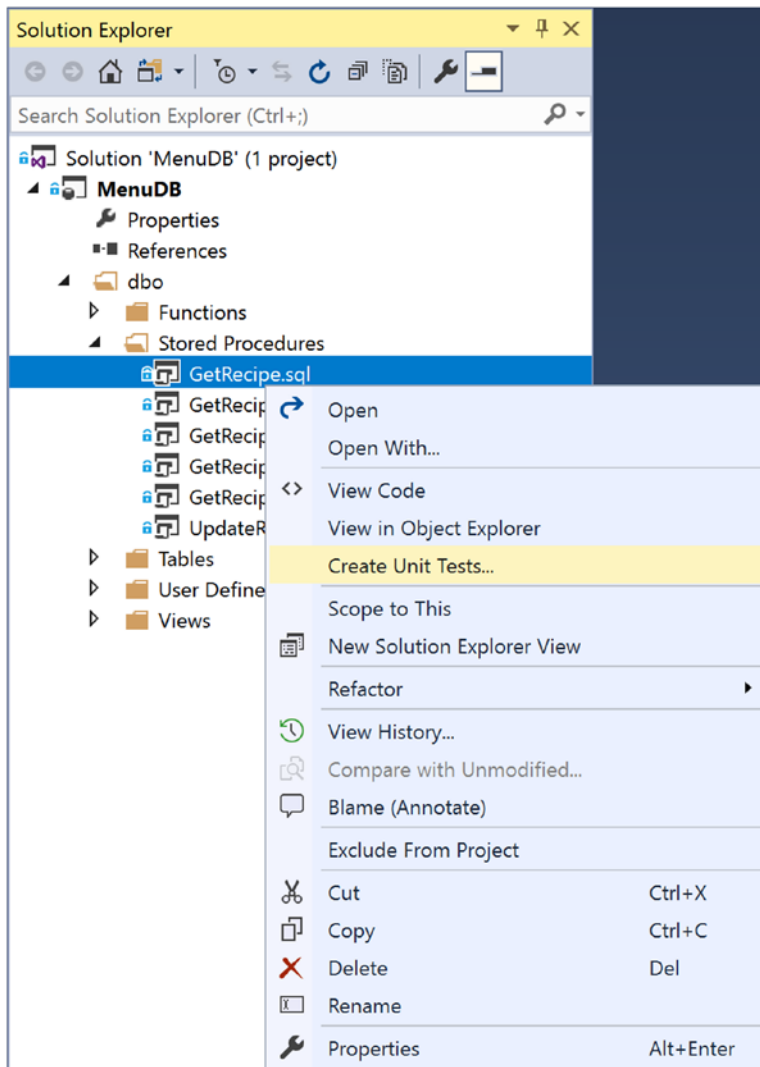 Solution Explorer
Search Solution Explorer (Ctrl+;)
Solution 'MenuDB' (1 project)
MenuDB
Properties
References
dbo
Functions
Stored Procedures
GetRecipe.sql
GetRecip
GetRecip
GetRecip
GetRecip
UpdateR
Tables
User Define
Views
Open
Open With...
View Code
View in Object Explorer
Create Unit Tests...
Scope to This
New Solution Explorer View
Refactor
View History...
Compare with Unmodified...
Blame (Annotate)
Exclude From Project
Cut Ctrl+X
Copy Ctrl+C
Delete Del
Rename
Properties Alt+Enter